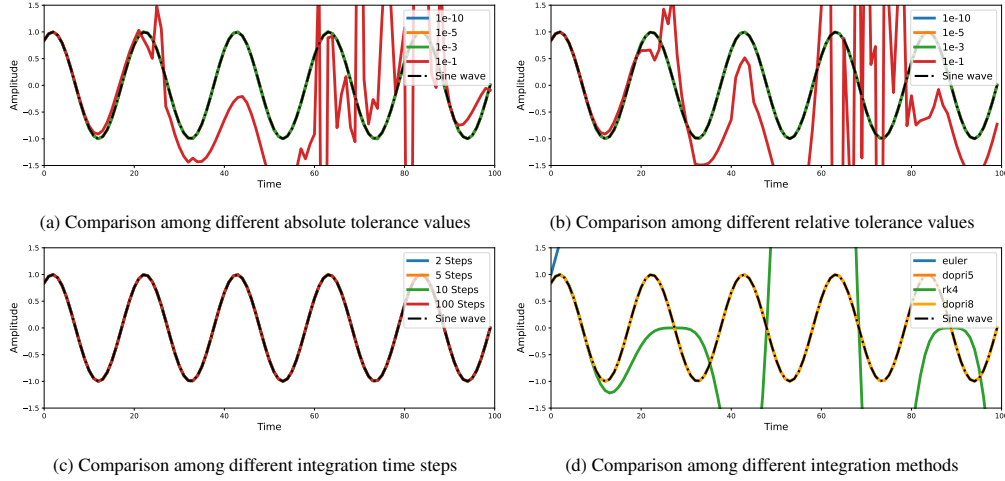 1.5
1.0
0.5
0.0
−0.5
−1.0
−1.5
Amplitude
0 20 40 60 80 100
Time
1e-10
1e-5
1e-3
1e-1
Sine wave
(a) Comparison among different absolute tolerance values
1.5
1.0
0.5
0.0
−0.5
−1.0
−1.5
Amplitude
0 20 40 60 80 100
Time
1e-10
1e-5
1e-3
1e-1
Sine wave
(b) Comparison among different relative tolerance values
1.5
1.0
0.5
0.0
−0.5
−1.0
−1.5
Amplitude
0 20 40 60 80 100
Time
2 Steps
5 Steps
10 Steps
100 Steps
Sine wave
(c) Comparison among different integration time steps
1.5
1.0
0.5
0.0
−0.5
−1.0
−1.5
Amplitude
0 20 40 60 80 100
Time
euler
dopri5
rk4
dopri8
Sine wave
(d) Comparison among different integration methods